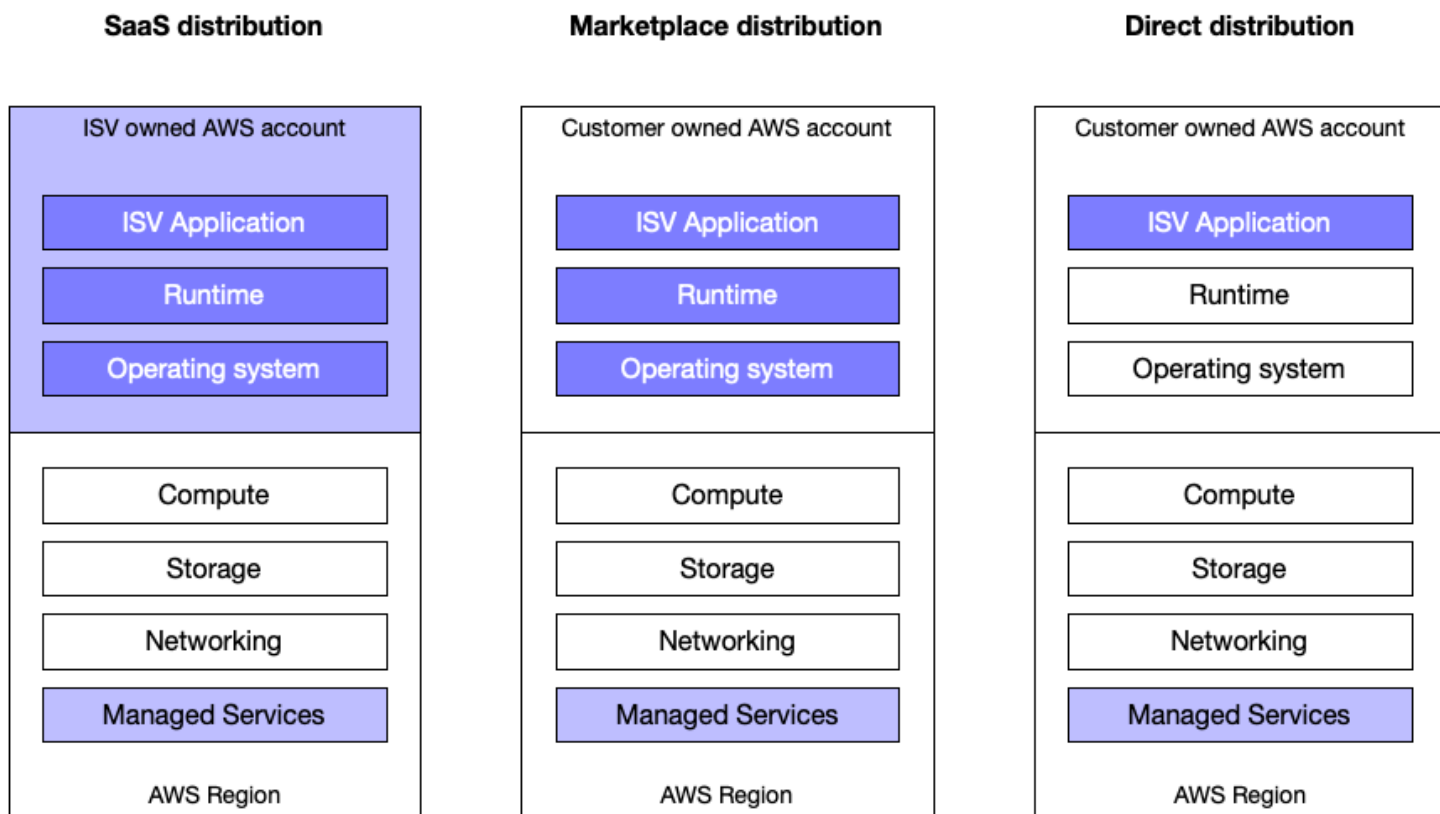 SaaS distribution
Marketplace distribution
Direct distribution
ISV owned AWS account
ISV Application
Runtime
Operating system
Compute
Storage
Networking
Managed Services
AWS Region
Customer owned AWS account
ISV Application
Runtime
Operating system
Compute
Storage
Networking
Managed Services
AWS Region
Customer owned AWS account
ISV Application
Runtime
Operating system
Compute
Storage
Networking
Managed Services
AWS Region